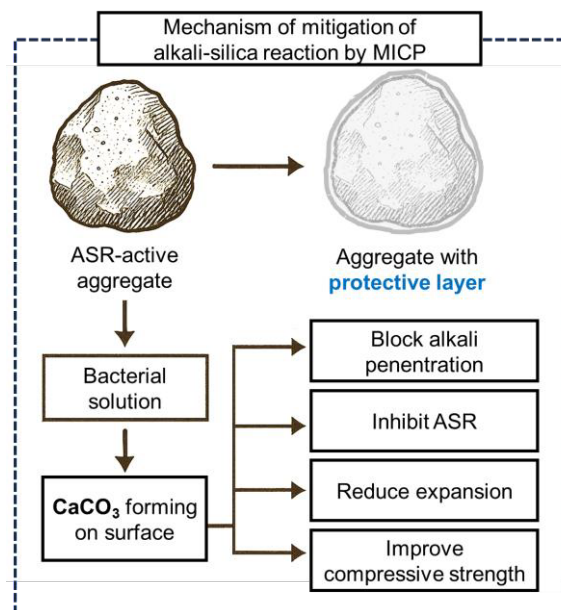 Mechanism of mitigation of
alkali-silica reaction by MICP
ASR-active
aggregate
Aggregate with
protective layer
Bacterial
solution
CaCO₃ forming
on surface
Block alkali
penentration
Inhibit ASR
Reduce expansion
Improve
compressive strength